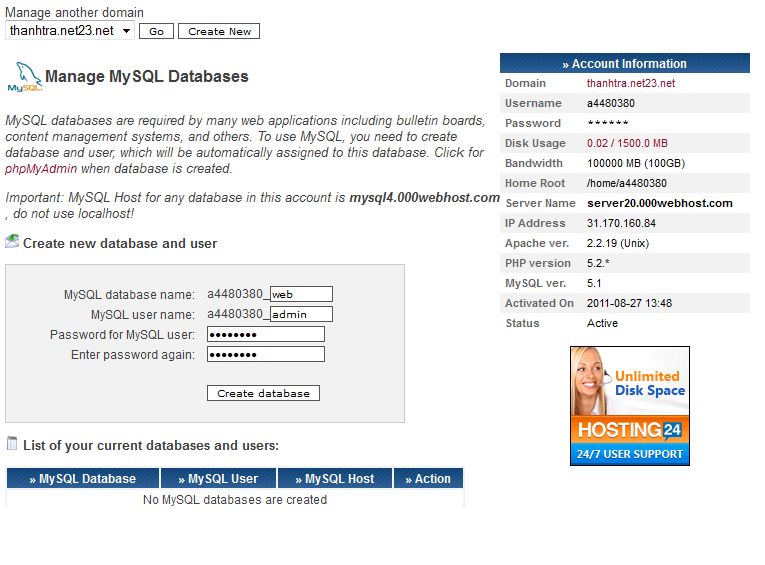 Manage another domain
thanhtra.net23.net Go Create New
MySQL Manage MySQL Databases
MySQL databases are required by many web applications including bulletin boards,
content management systems, and others. To use MySQL, you need to create
database and user, which will be automatically assigned to this database. Click for
phpMyAdmin when database is created.
Important: MySQL Host for any database in this account is mysql4.000webhost.com
, do not use localhost!
Create new database and user
MySQL database name: a4480380_web
MySQL user name: a4480380_admin
Password for MySQL user: ●●●●●●●●
Enter password again: ●●●●●●●●
Create database
List of your current databases and users:
» MySQL Database » MySQL User » MySQL Host » Action
No MySQL databases are created
» Account Information
Domain thanhtra.net23.net
Username a4480380
Password ******
Disk Usage 0.02 / 1500.0 MB
Bandwidth 100000 MB (100GB)
Home Root /home/a4480380
Server Name server20.000webhost.com
IP Address 31.170.160.84
Apache ver. 2.2.19 (Unix)
PHP version 5.2.*
MySQL ver. 5.1
Activated On 2011-08-27 13:48
Status Active
Unlimited
Disk Space
HOSTING 24
24/7 USER SUPPORT